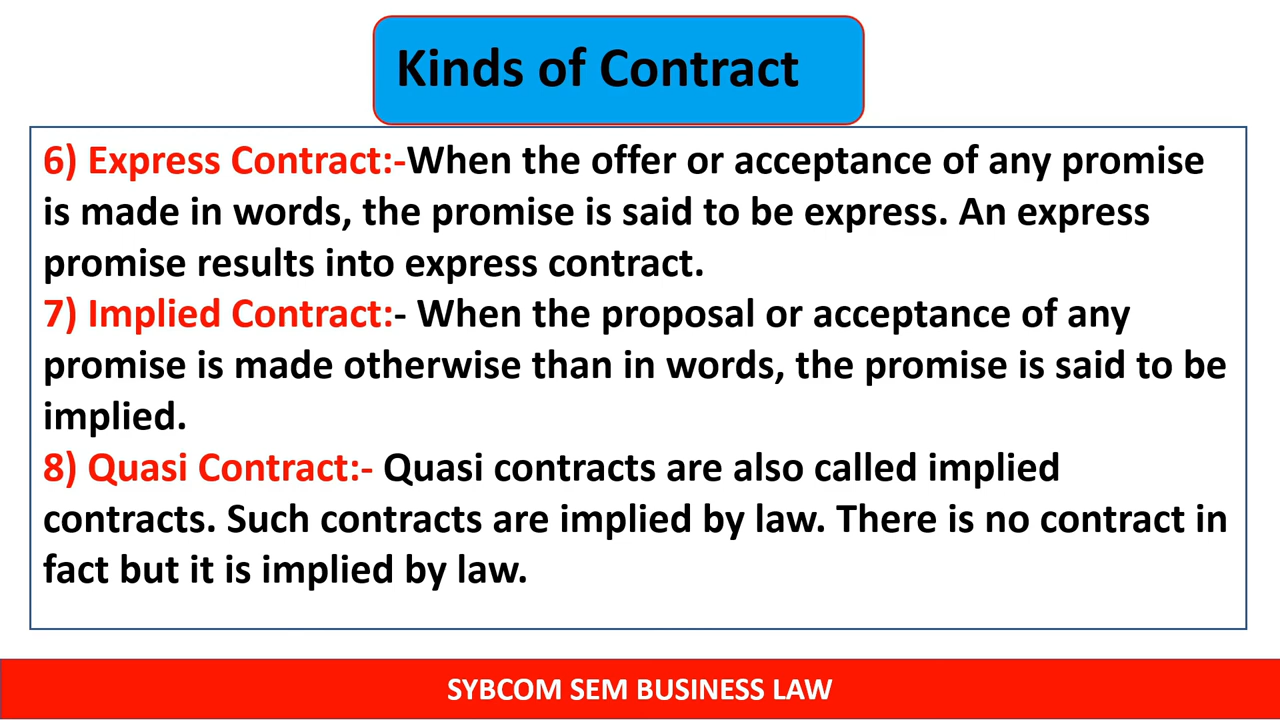 Kinds of Contract
6) Express Contract:-When the offer or acceptance of any promise
is made in words, the promise is said to be express. An express
promise results into express contract.
7) Implied Contract:- When the proposal or acceptance of any
promise is made otherwise than in words, the promise is said to be
implied.
8) Quasi Contract:- Quasi contracts are also called implied
contracts. Such contracts are implied by law. There is no contract in
fact but it is implied by law.
SYBCOM SEM BUSINESS LAW